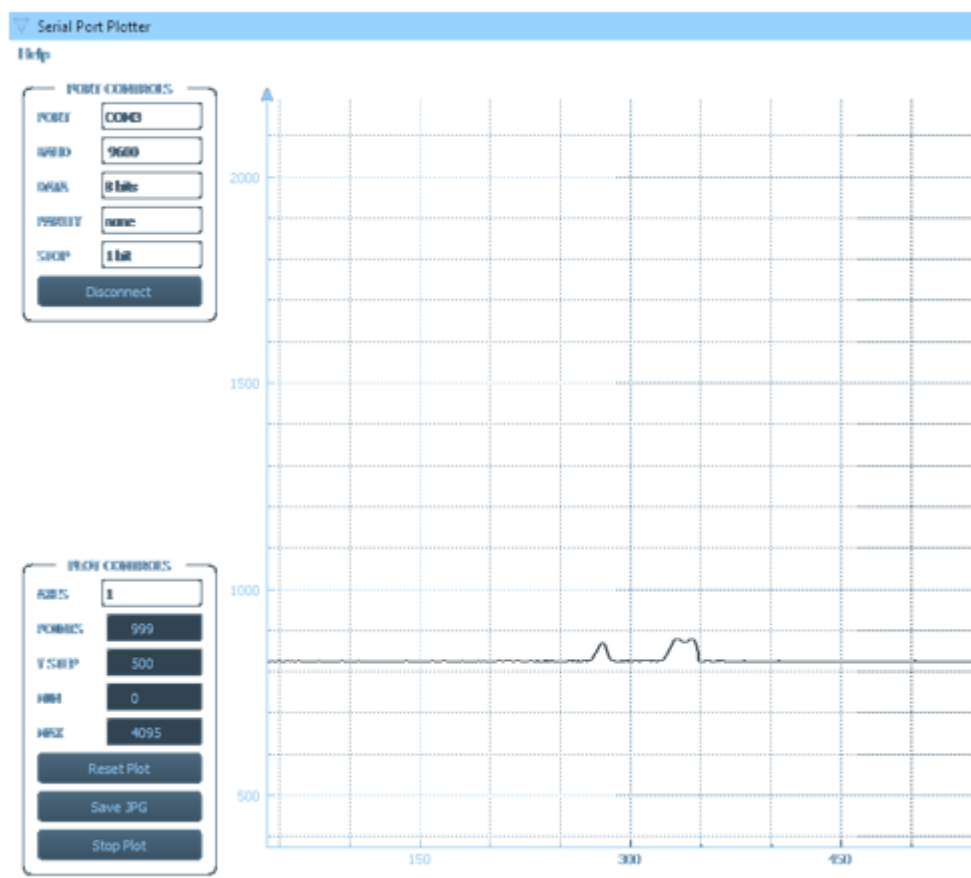 Serial Port Plotter
Help
PORT CONTROLS
PORT COM3
BAUD 9600
DATA 8 bits
PARITY none
STOP 1 bit
Disconnect
2000
1500
1000
500
150 300 450
PLOT CONTROLS
AXES 1
POINTS 999
Y STEP 500
MIN 0
MAX 4095
Reset Plot
Save JPG
Stop Plot